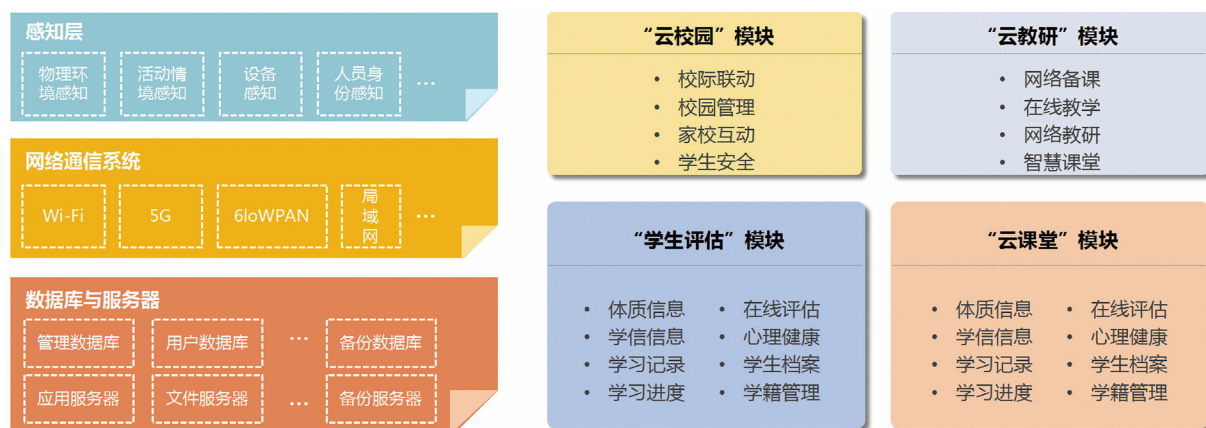 感知层
物理环
境感知
活动情
境感知
设备
感知
人员身
份感知
...
网络通信系统
Wi-Fi
5G
6loWPAN
局
域
网
...
数据库与服务器
管理数据库
用户数据库
...
备份数据库
应用服务器
文件服务器
...
备份服务器
“云校园”模块
• 校际联动
• 校园管理
• 家校互动
• 学生安全
“云教研”模块
• 网络备课
• 在线教学
• 网络教研
• 智慧课堂
“学生评估”模块
• 体质信息
• 学信信息
• 学习记录
• 学习进度
• 在线评估
• 心理健康
• 学生档案
• 学籍管理
“云课堂”模块
• 体质信息
• 学信信息
• 学习记录
• 学习进度
• 在线评估
• 心理健康
• 学生档案
• 学籍管理